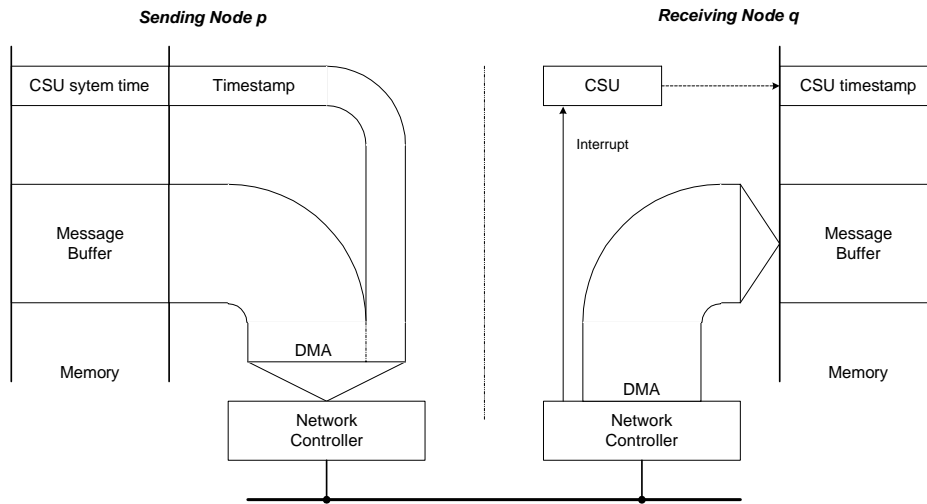 Sending Node p
Receiving Node q
CSU sytem time
Timestamp
CSU
CSU timestamp
Interrupt
Message
Buffer
Message
Buffer
DMA
Memory
DMA
Memory
Network
Controller
Network
Controller